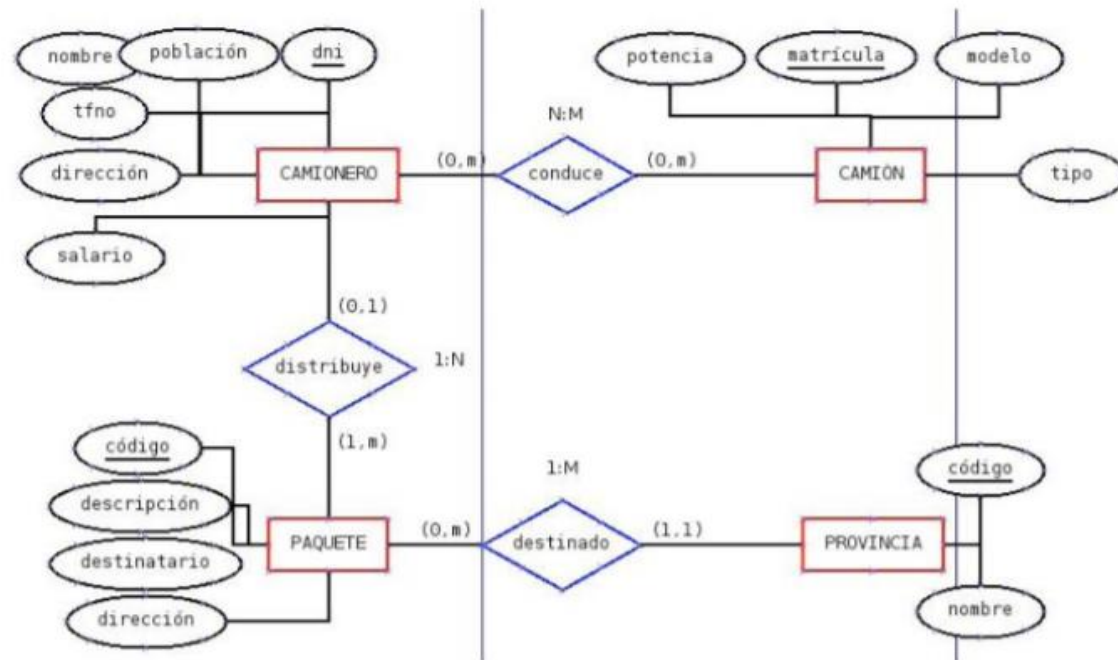 nombre
población
dni
tfno
dirección
salario
CAMIONERO
(0,m)
N:M
conduce
(0,m)
potencia
matrícula
modelo
CAMIÓN
tipo
(0,1)
distribuye
1:N
(1,m)
código
descripción
destinatario
dirección
PAQUETE
(0,m)
1:M
destinado
(1,1)
PROVINCIA
código
nombre